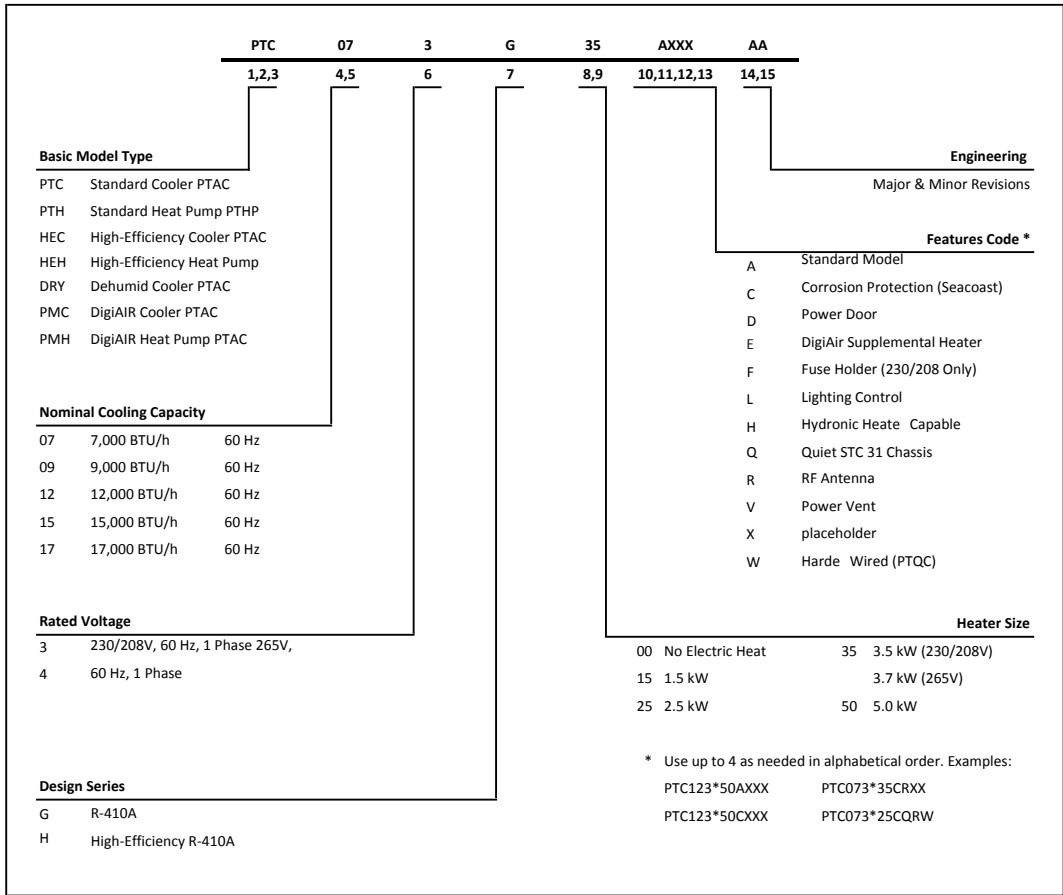 PTC 07 3 G 35 AXXX AA
1,2,3 4,5 6 7 8,9 10,11,12,13 14,15
Basic Model Type
PTC Standard Cooler PTAC
PTH Standard Heat Pump PTHP
HEC High-Efficiency Cooler PTAC
HEH High-Efficiency Heat Pump
DRY Dehumid Cooler PTAC
PMC DigiAIR Cooler PTAC
PMH DigiAIR Heat Pump PTAC
Nominal Cooling Capacity
07 7,000 BTU/h 60 Hz
09 9,000 BTU/h 60 Hz
12 12,000 BTU/h 60 Hz
15 15,000 BTU/h 60 Hz
17 17,000 BTU/h 60 Hz
Rated Voltage
3 230/208V, 60 Hz, 1 Phase 265V,
4 60 Hz, 1 Phase
Design Series
G R-410A
H High-Efficiency R-410A
Engineering
Major & Minor Revisions
Features Code *
A Standard Model
C Corrosion Protection (Seacoast)
D Power Door
E DigiAir Supplemental Heater
F Fuse Holder (230/208 Only)
L Lighting Control
H Hydronic Heate Capable
Q Quiet STC 31 Chassis
R RF Antenna
V Power Vent
X placeholder
W Harde Wired (PTQC)
Heater Size
00 No Electric Heat 35 3.5 kW (230/208V)
15 1.5 kW 3.7 kW (265V)
25 2.5 kW 50 5.0 kW
* Use up to 4 as needed in alphabetical order. Examples:
PTC123*50AXXX PTC073*35CRXX
PTC123*50CXXX PTC073*25CQRW